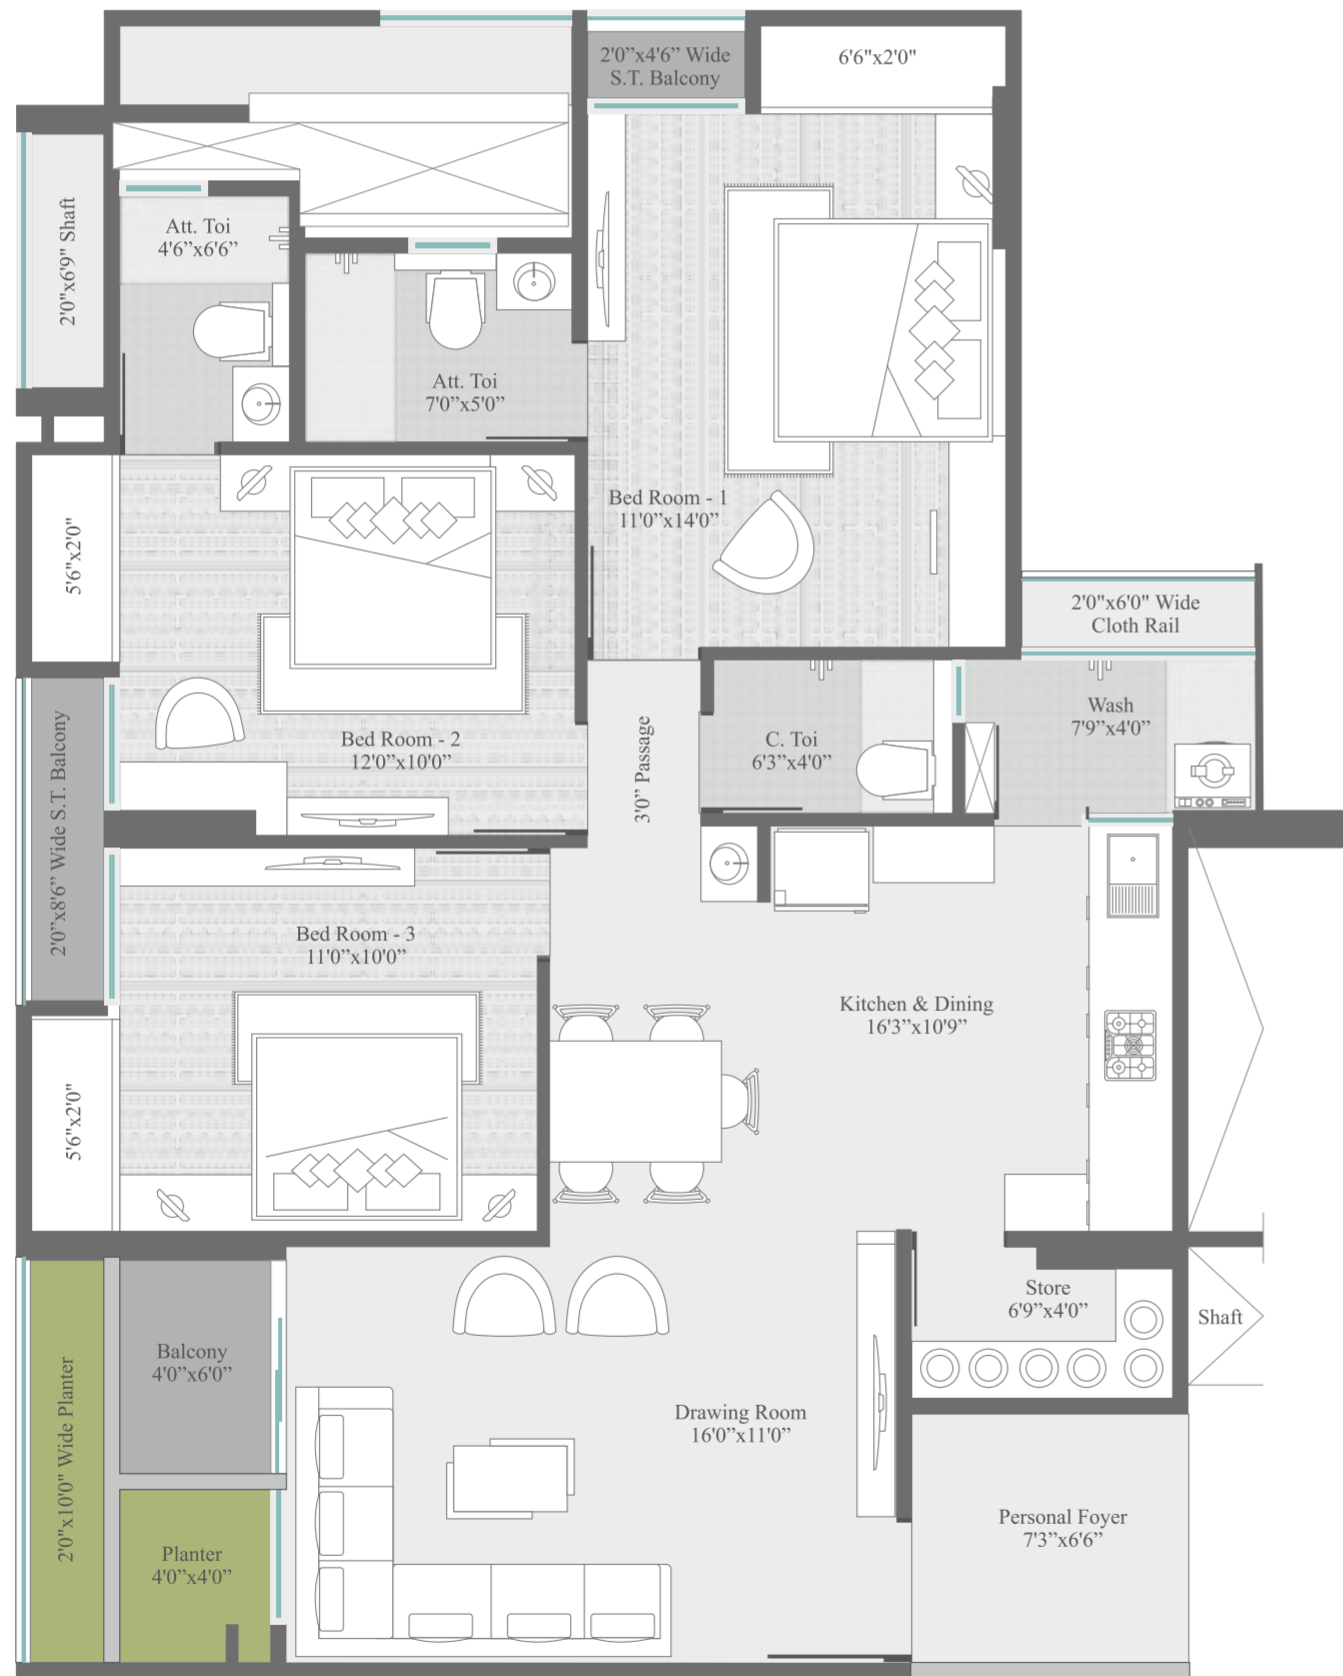 2'0”x4'6” Wide
S.T. Balcony
6'6"x2'0"
2'0"x6'9" Shaft
Att. Toi
4'6”x6'6”
Att. Toi
7'0”x5'0”
Bed Room - 1
11'0”x14'0”
5'6"x2'0"
2'0"x6'0" Wide
Cloth Rail
Wash
7'9”x4'0”
C. Toi
6'3”x4'0”
3'0” Passage
Bed Room - 2
12'0”x10'0”
2'0”x8'6” Wide S.T. Balcony
Bed Room - 3
11'0”x10'0”
Kitchen & Dining
16'3”x10'9”
5'6"x2'0"
Store
6'9”x4'0”
Shaft
Balcony
4'0”x6'0”
2'0"x10'0" Wide Planter
Drawing Room
16'0”x11'0”
Personal Foyer
7'3”x6'6”
Planter
4'0”x4'0”